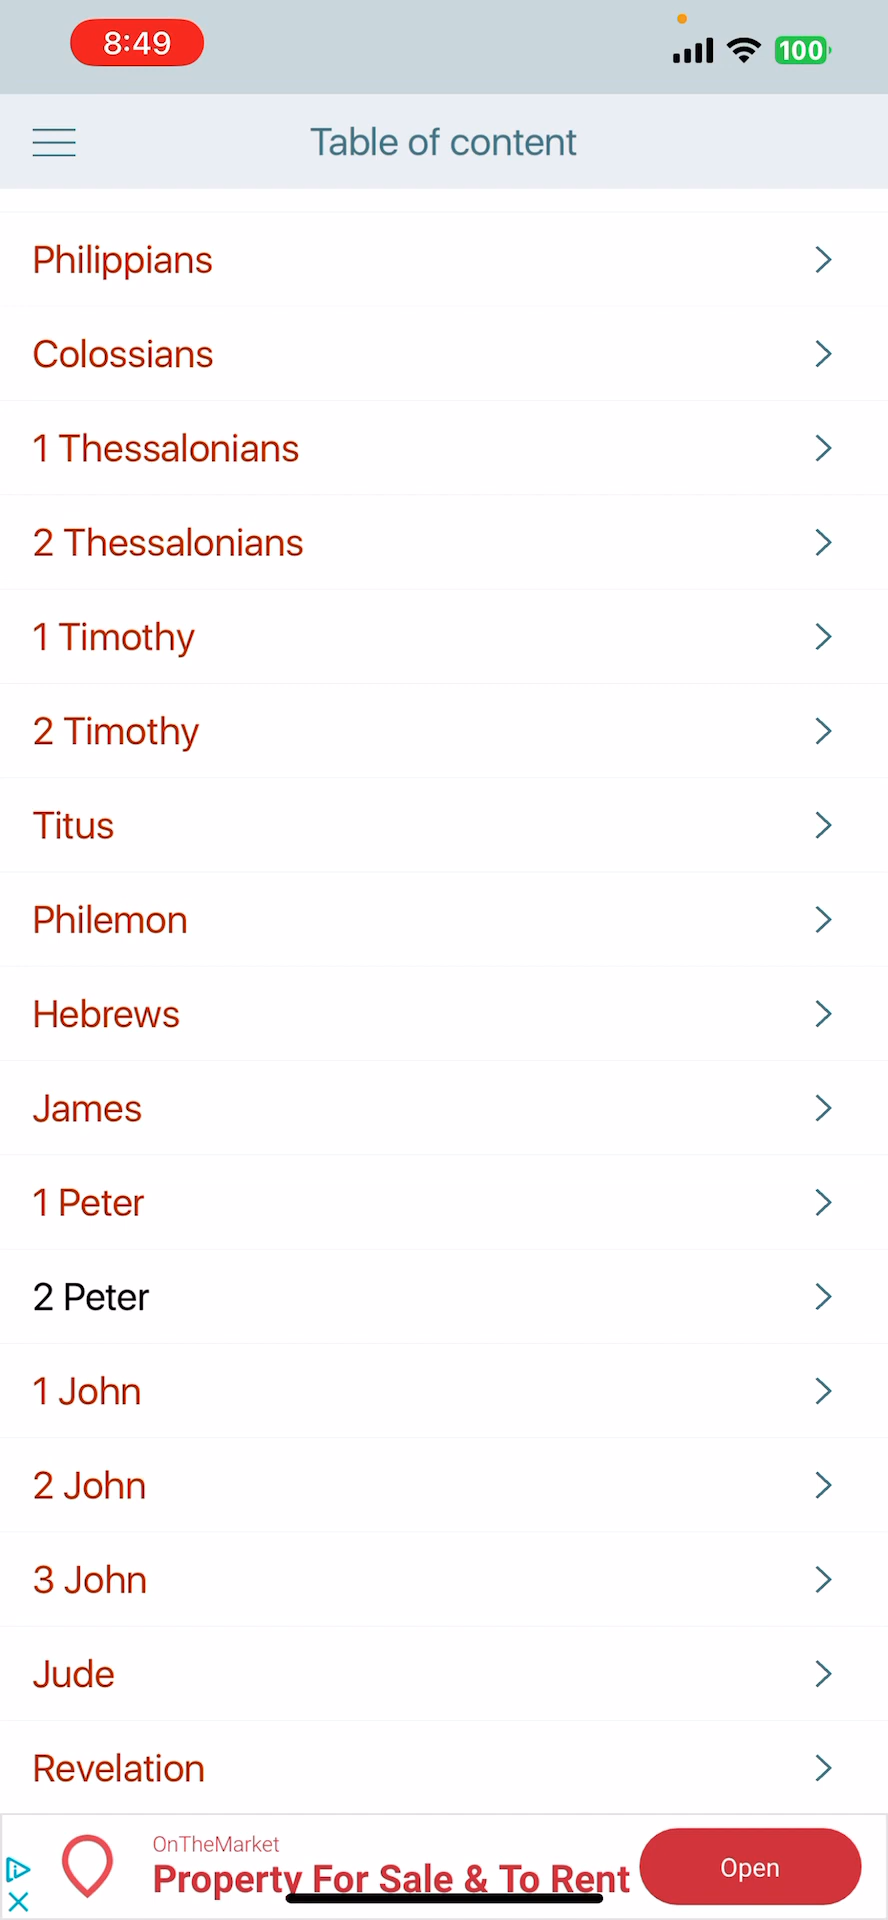 8:49
100
Table of content
Philippians
Colossians
1 Thessalonians
2 Thessalonians
1 Timothy
2 Timothy
Titus
Philemon
Hebrews
James
1 Peter
2 Peter
1 John
2 John
3 John
Jude
Revelation
OnTheMarket
Property For Sale & To Rent
Open